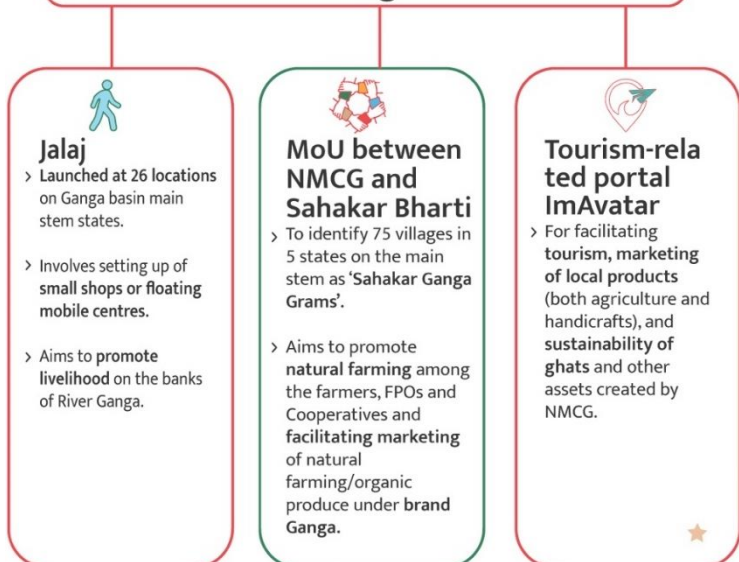 Jalaj
> Launched at 26 locations
on Ganga basin main
stem states.
> Involves setting up of
small shops or floating
mobile centres.
> Aims to promote
livelihood on the banks
of River Ganga.
MoU between
NMCG and
Sahakar Bharti
> To identify 75 villages in
5 states on the main
stem as ‘Sahakar Ganga
Grams’.
> Aims to promote
natural farming among
the farmers, FPOs and
Cooperatives and
facilitating marketing
of natural
farming/organic
produce under brand
Ganga.
Tourism-rela
ted portal
ImAvatar
> For facilitating
tourism, marketing
of local products
(both agriculture and
handicrafts), and
sustainability of
ghats and other
assets created by
NMCG.